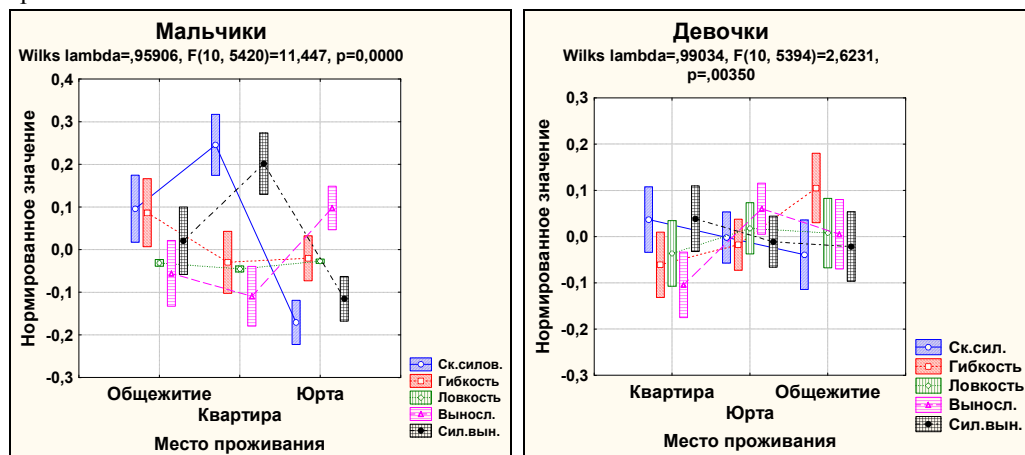 Мальчики
Wilks lambda=,95906, F(10, 5420)=11,447, p=0,0000
0,4
0,3
0,2
0,1
0,0
-0,1
-0,2
-0,3
Нормированное значение
Общежитие
Юрта
Квартира
Место проживания
Ск.силов.
Гибкость
Ловкость
Выносл.
Сил.вын.
Девочки
Wilks lambda=,99034, F(10, 5394)=2,6231,
p=,00350
0,3
0,2
0,1
0,0
-0,1
-0,2
-0,3
Нормированное значение
Квартира
Общежитие
Юрта
Место проживания
Ск.сил.
Гибкость
Ловкость
Выносл.
Сил.вын.